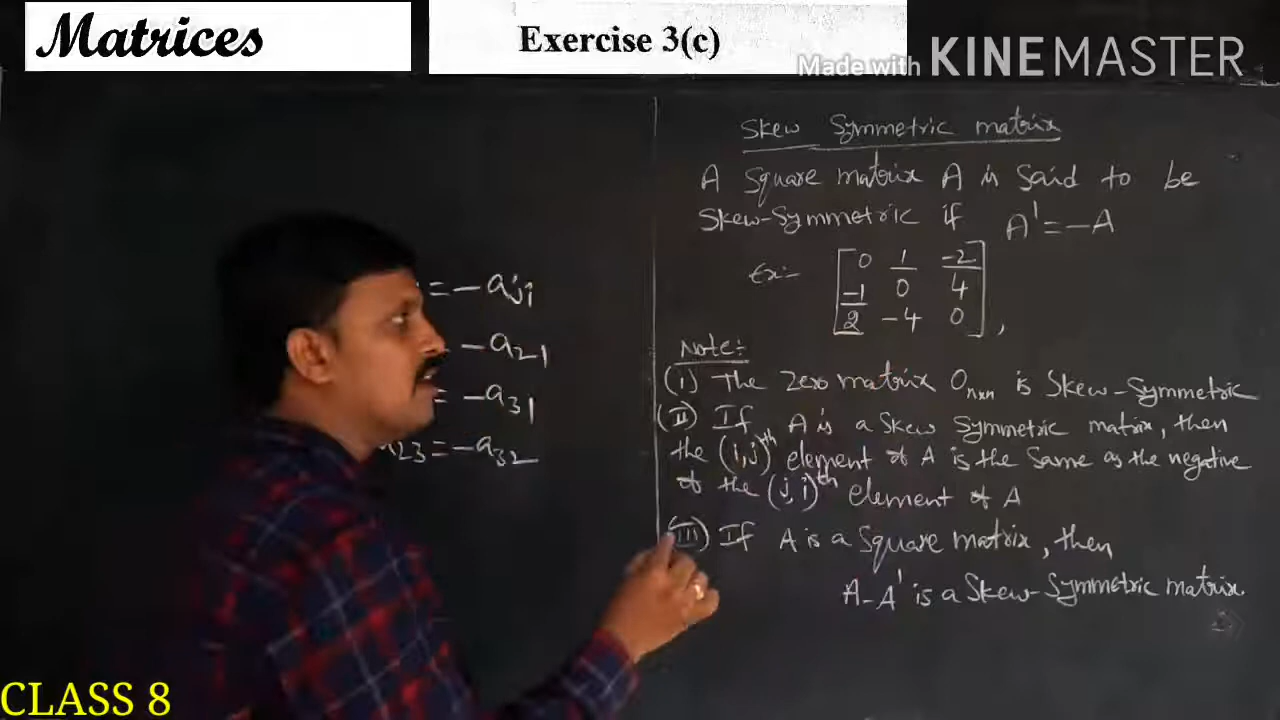 Matrices
Exercise 3(c)
Made with KINEMASTER
= - aji
- a21
- a31
a23 = - a32
Skew Symmetric matrix
A Square matrix A is Said to be
Skew-Symmetric if A' = -A
Ex:- [ 0 1 -2
-1 0 4
2 -4 0 ],
Note:-
(i) The Zero matrix Onxn is Skew-Symmetric
(ii) If A is a Skew Symmetric matrix, then
the (i,j)th element of A is the Same as the negative
of the (j,i)th element of A
(iii) If A is a Square matrix, then
A-A' is a Skew-Symmetric matrix.
CLASS 8